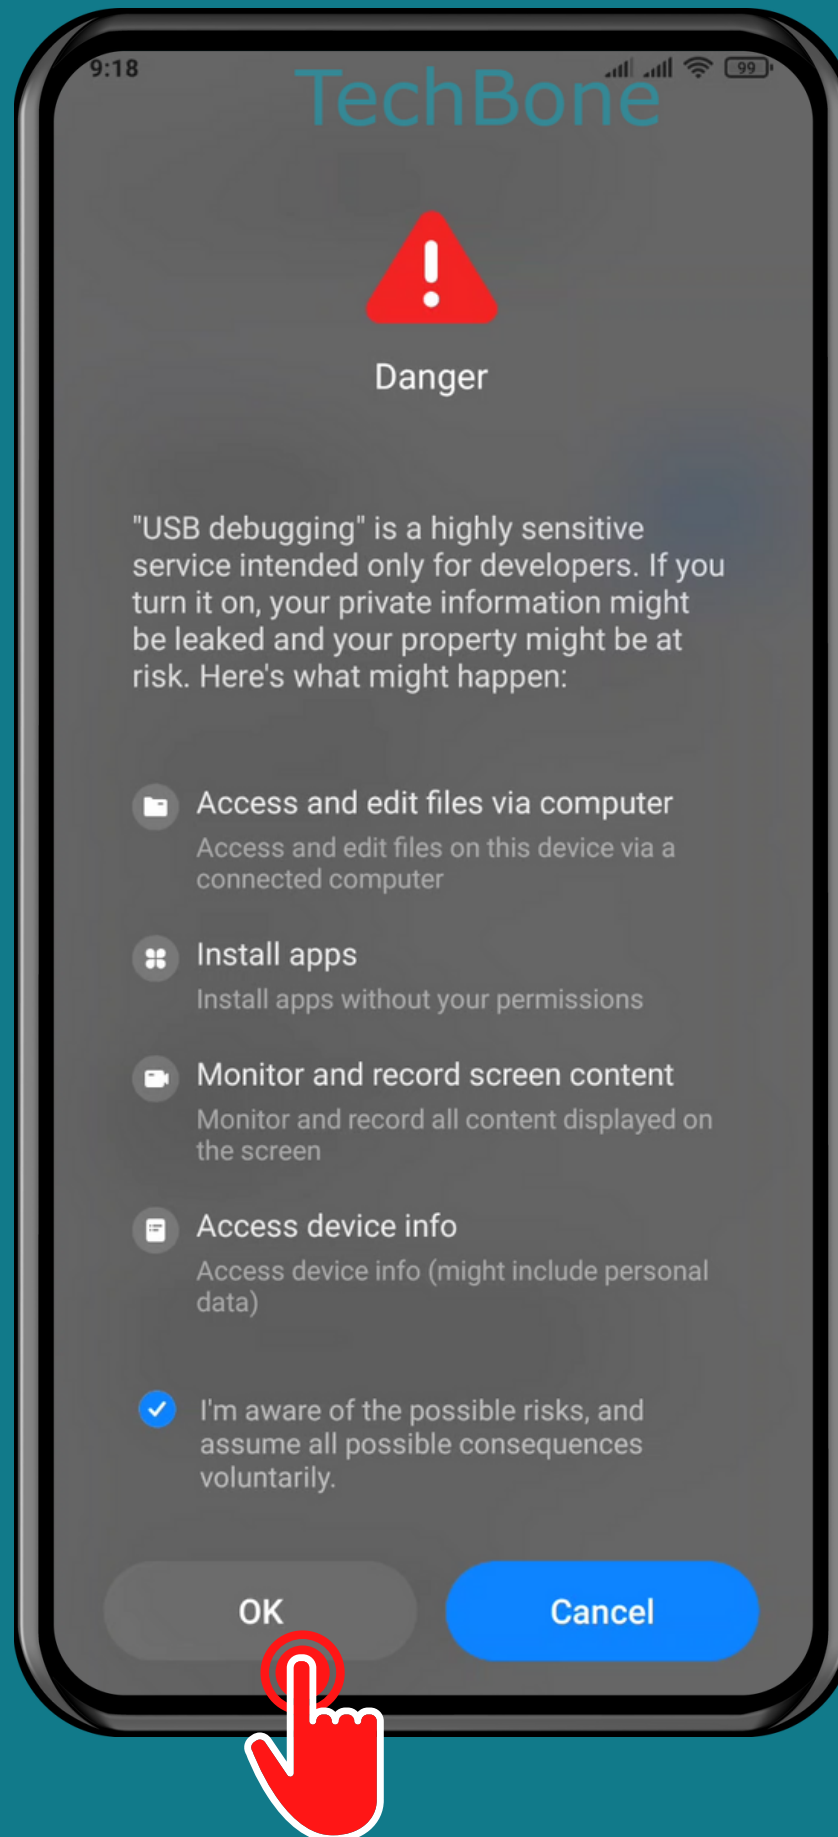 9:18
99
TechBone
Danger
"USB debugging" is a highly sensitive
service intended only for developers. If you
turn it on, your private information might
be leaked and your property might be at
risk. Here's what might happen:
Access and edit files via computer
Access and edit files on this device via a
connected computer
Install apps
Install apps without your permissions
Monitor and record screen content
Monitor and record all content displayed on
the screen
Access device info
Access device info (might include personal
data)
I'm aware of the possible risks, and
assume all possible consequences
voluntarily.
OK
Cancel